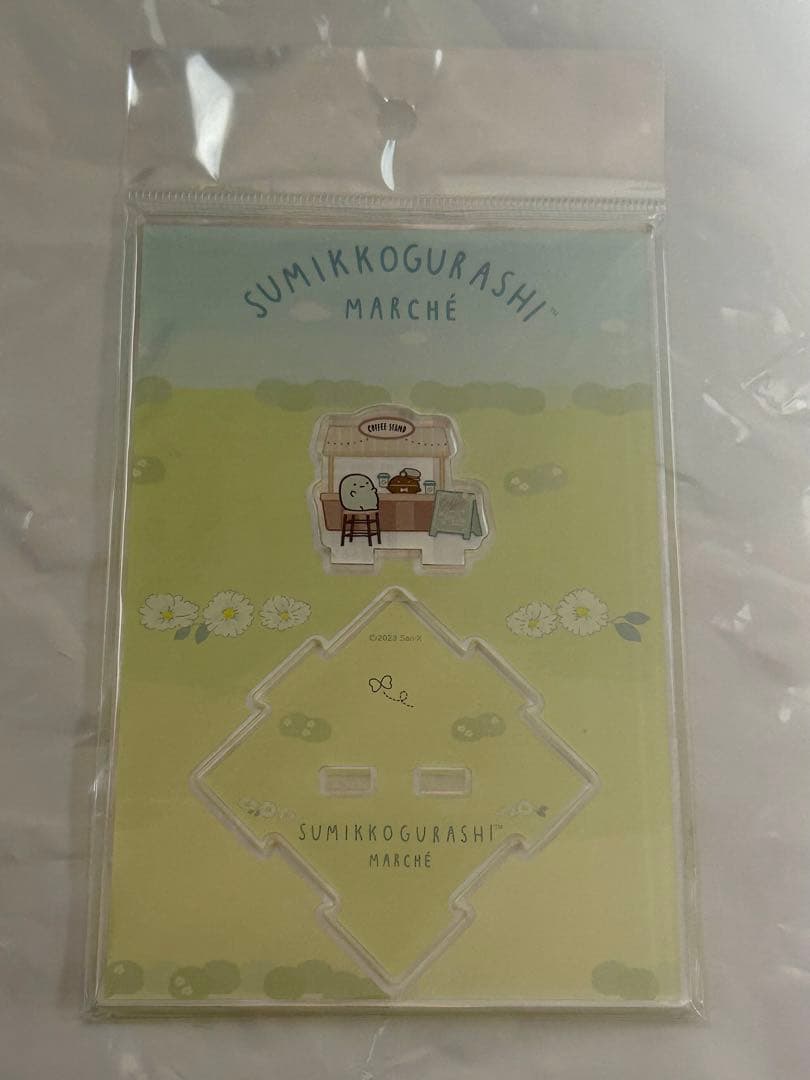 SUMIKKOGURASHI™
MARCHÉ
COFFEE STAND
©2023 San-X
SUMIKKOGURASHI™
MARCHÉ